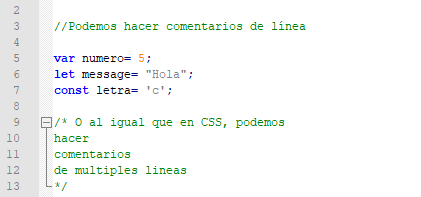 2
3 //Podemos hacer comentarios de línea
4
5 var numero= 5;
6 let message= "Hola";
7 const letra= 'c';
8
9 /* O al igual que en CSS, podemos
10 hacer
11 comentarios
12 de multiples lineas
13 */